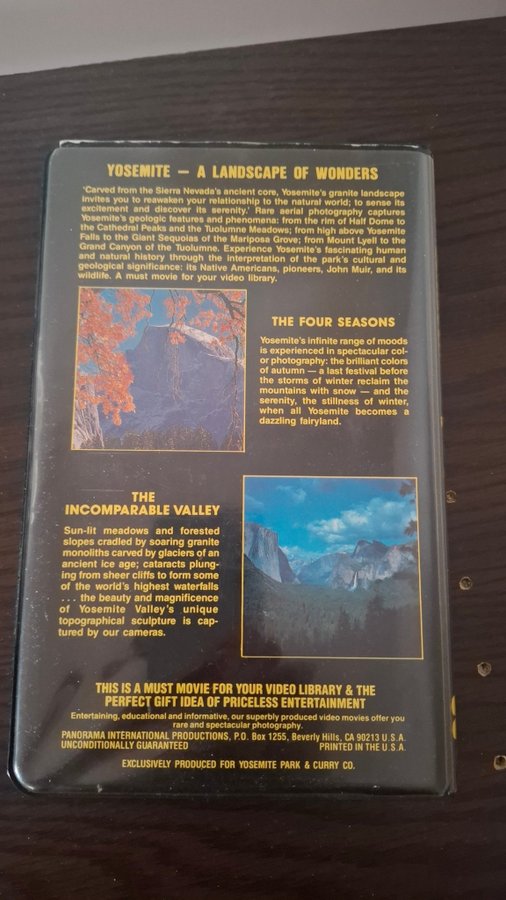 YOSEMITE — A LANDSCAPE OF WONDERS
'Carved from the Sierra Nevada's ancient core, Yosemite's granite landscape
invites you to reawaken your relationship to the natural world; to sense its
excitement and discover its serenity.' Rare aerial photography captures
Yosemite's geologic features and phenomena: from the rim of Half Dome to
the Cathedral Peaks and the Tuolumne Meadows; from high above Yosemite
Falls to the Giant Sequoias of the Mariposa Grove; from Mount Lyell to the
Grand Canyon of the Tuolumne. Experience Yosemite's fascinating human
and natural history through the interpretation of the park's cultural and
geological significance: its Native Americans, pioneers, John Muir, and its
wildlife. A must movie for your video library.
THE FOUR SEASONS
Yosemite's infinite range of moods
is experienced in spectacular col-
or photography: the brilliant colors
of autumn — a last festival before
the storms of winter reclaim the
mountains with snow — and the
serenity, the stillness of winter,
when all Yosemite becomes a
dazzling fairyland.
THE
INCOMPARABLE VALLEY
Sun-lit meadows and forested
slopes cradled by soaring granite
monoliths carved by glaciers of an
ancient ice age; cataracts plung-
ing from sheer cliffs to form some
of the world's highest waterfalls
. . . the beauty and magnificence
of Yosemite Valley's unique
topographical sculpture is cap-
tured by our cameras.
THIS IS A MUST MOVIE FOR YOUR VIDEO LIBRARY & THE
PERFECT GIFT IDEA OF PRICELESS ENTERTAINMENT
Entertaining, educational and informative, our superbly produced video movies offer you
rare and spectacular photography.
PANORAMA INTERNATIONAL PRODUCTIONS, P.O. Box 1255, Beverly Hills, CA 90213 U.S.A.
UNCONDITIONALLY GUARANTEED PRINTED IN THE U.S.A.
EXCLUSIVELY PRODUCED FOR YOSEMITE PARK & CURRY CO.